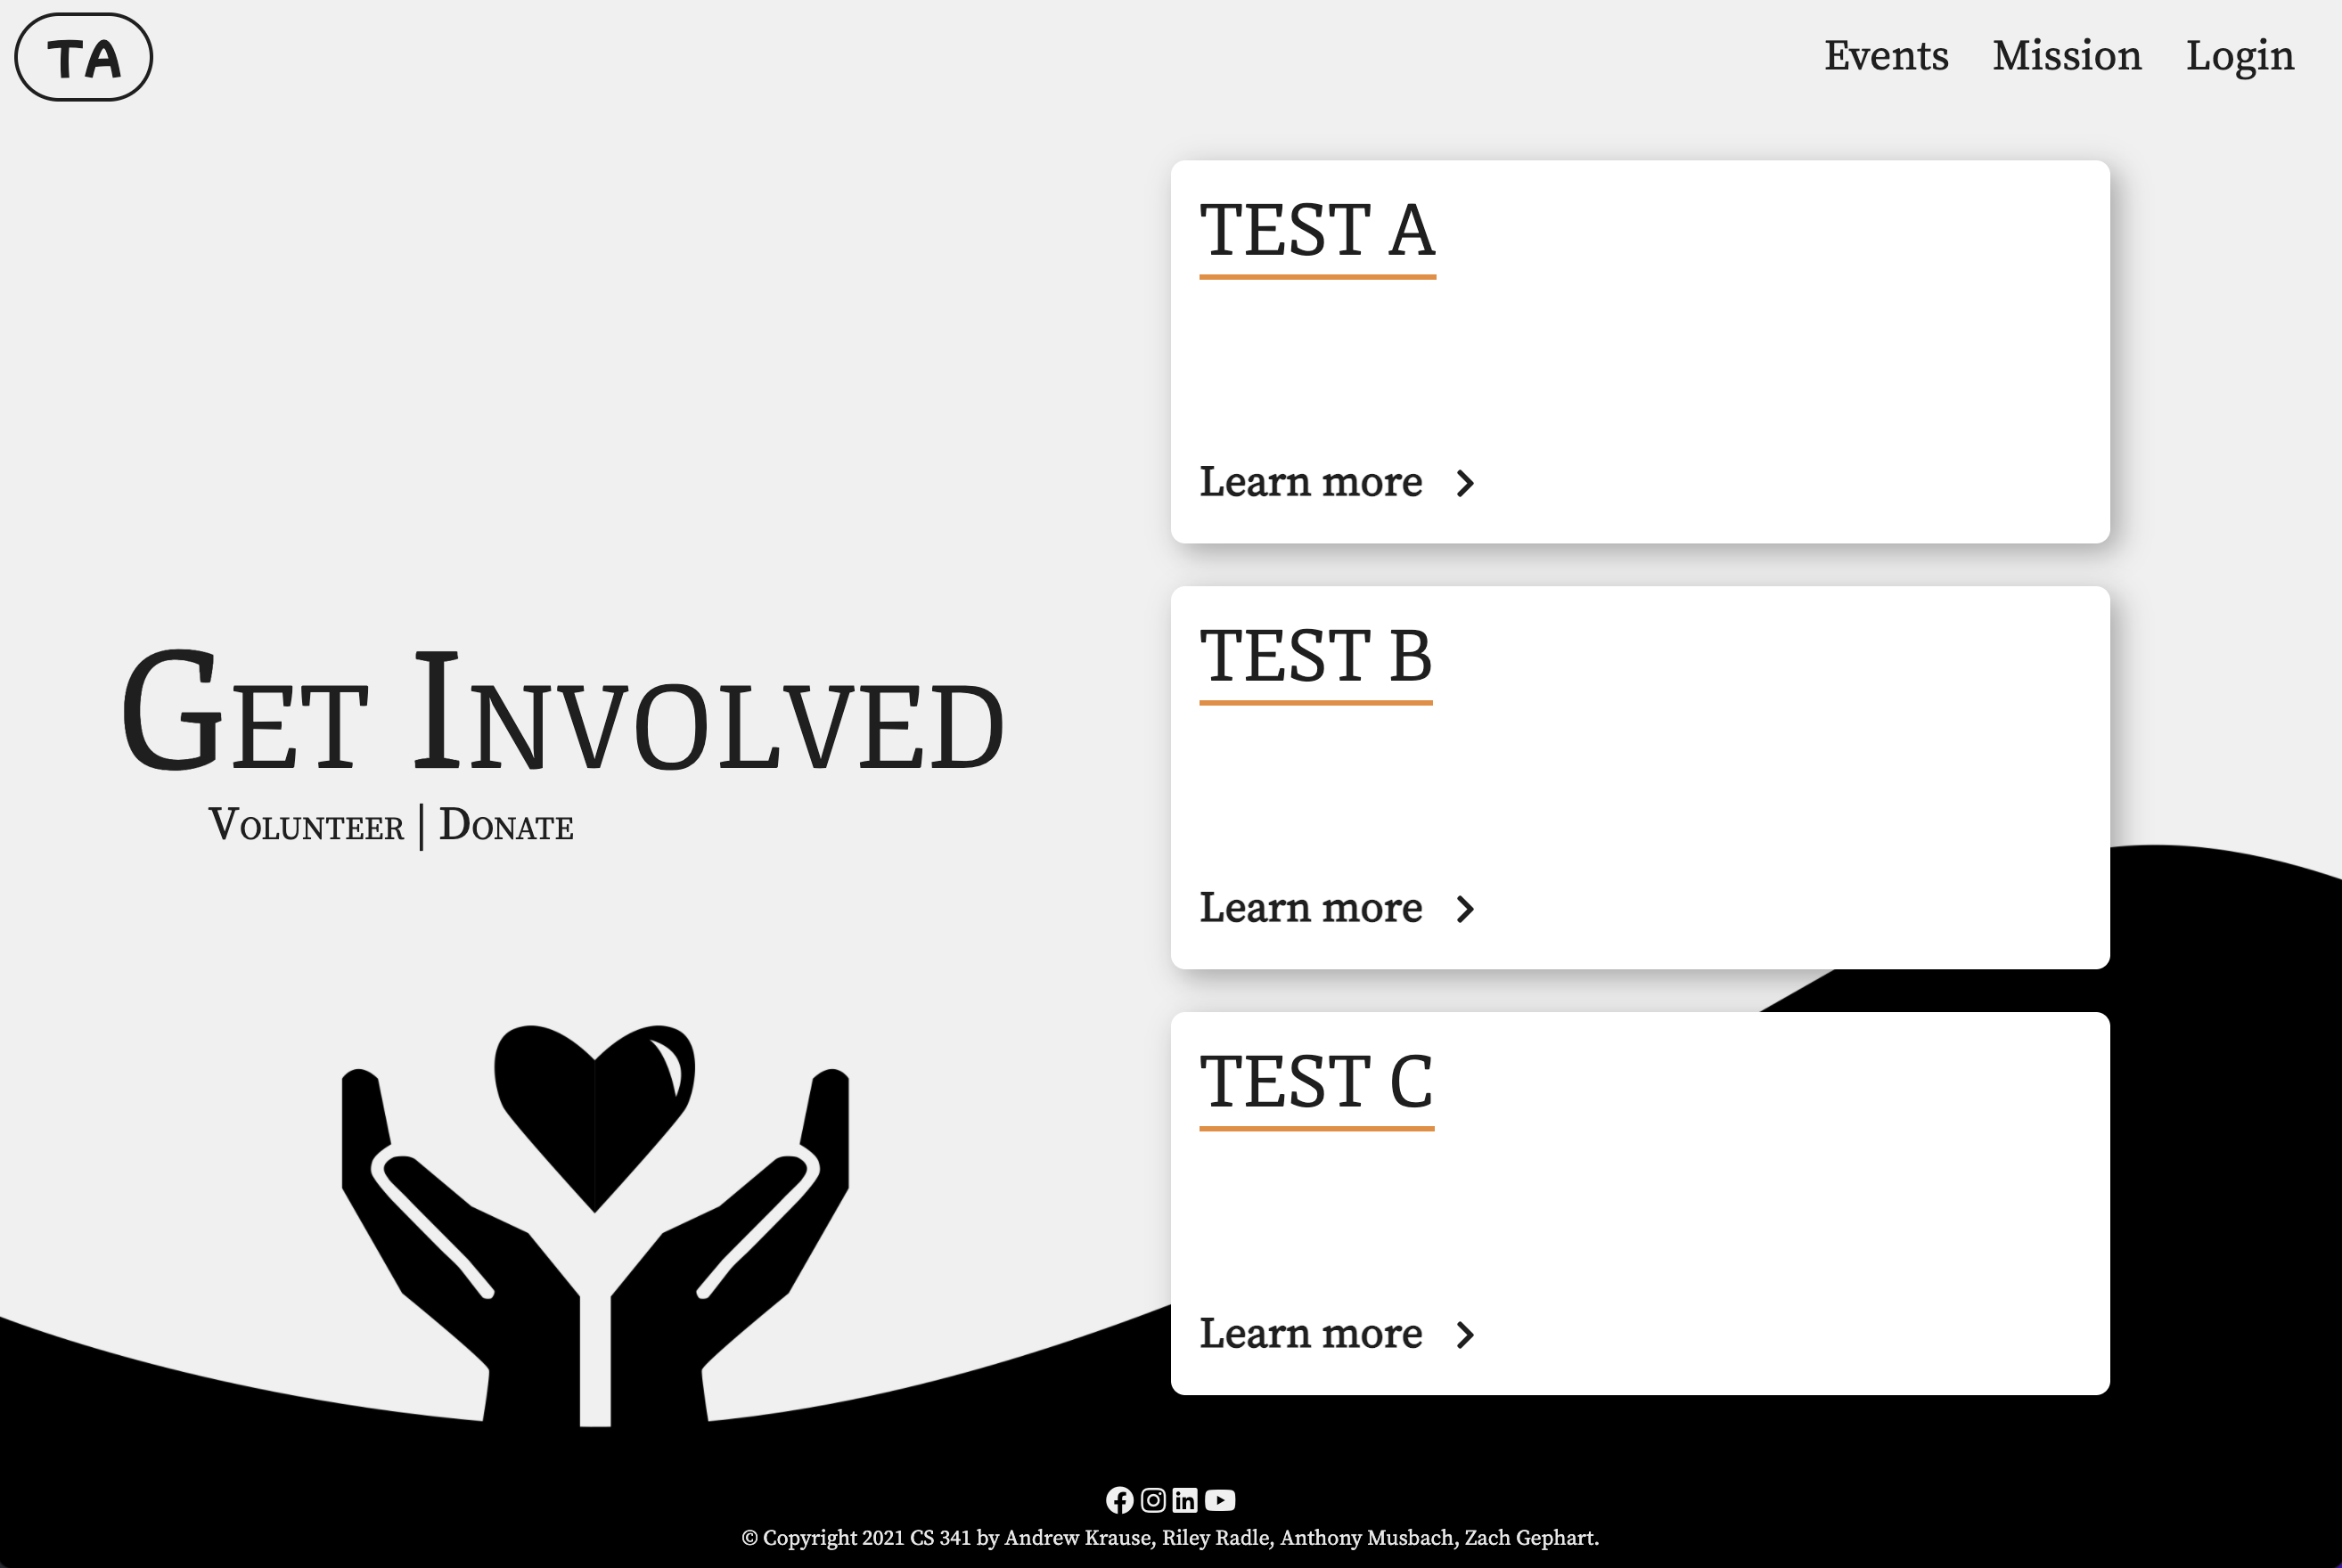 TA
Events Mission Login
TEST A
Learn more
TEST B
Learn more
TEST C
Learn more
Get Involved
Volunteer | Donate
© Copyright 2021 CS 341 by Andrew Krause, Riley Radle, Anthony Musbach, Zach Gephart.